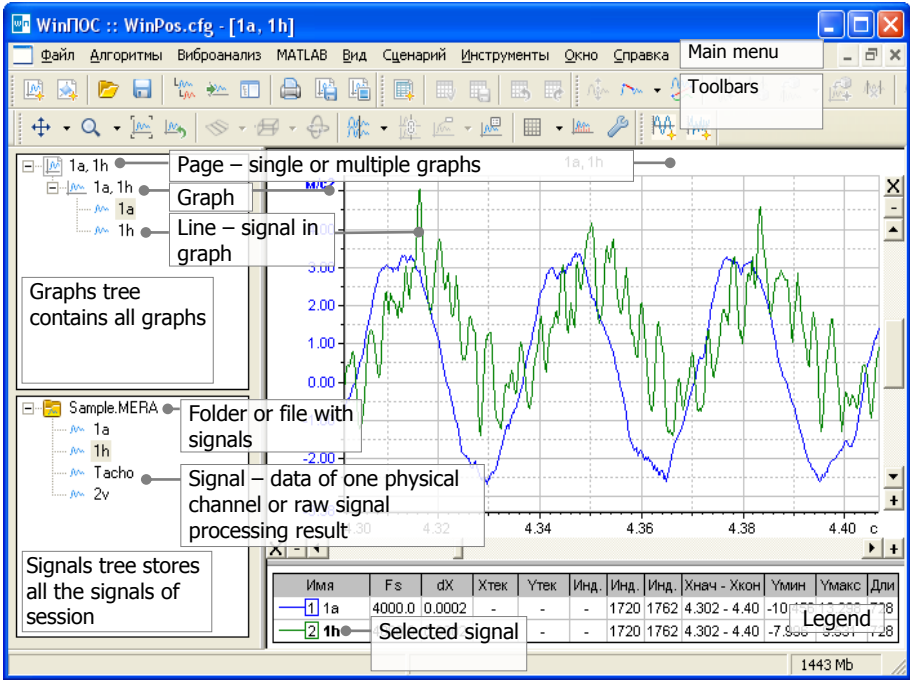 WinПОС :: WinPos.cfg - [1a, 1h]
Файл Алгоритмы Виброанализ MATLAB Вид Сценарий Инструменты Окно Справка
Main menu
Toolbars
1a, 1h
Page – single or multiple graphs
1a, 1h
1a, 1h
Graph
м/с2
1a
1h
Line – signal in
graph
Graphs tree
contains all graphs
3.00
2.00
1.00
0.00
-2.00
4.30 4.32 4.34 4.36 4.38 4.40 с
Sample.MERA
Folder or file with
signals
1a
1h
Tacho
2v
Signal – data of one physical
channel or raw signal
processing result
Signals tree stores
all the signals of
session
Имя Fs dX Xтек Yтек Инд. Инд. Инд. Xнач - Xкон Yмин Yмакс Дли
1 1a 4000.0 0.0002 - - - 1720 1762 4.302 - 4.40
2 1h - - 1720 1762 4.302 - 4.40
Selected signal
Legend
1443 Mb